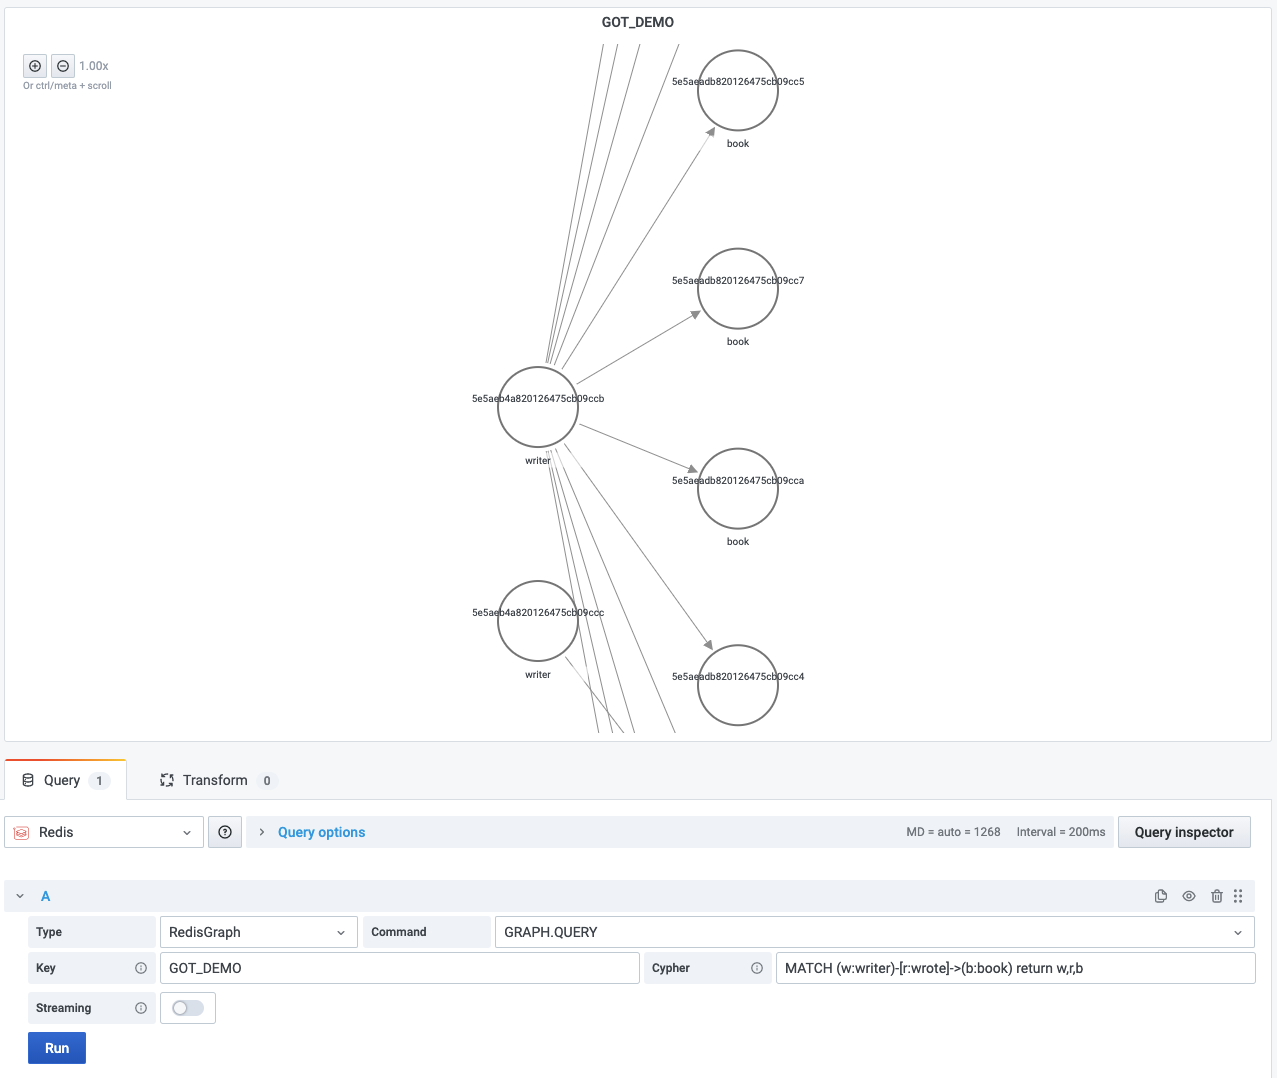 GOT_DEMO
1.00x
Or ctrl/meta + scroll
5e5aeadb820126475cb09cc5
book
5e5aeadb820126475cb09cc7
book
5e5aeb4a820126475cb09ccb
writer
5e5aeadb820126475cb09cca
book
5e5aeb4a820126475cb09ccc
writer
5e5aeadb820126475cb09cc4
Query 1 Transform 0
Redis Query options MD = auto = 1268 Interval = 200ms Query inspector
A
Type RedisGraph Command GRAPH.QUERY
Key GOT_DEMO Cypher MATCH (w:writer)-[r:wrote]->(b:book) return w,r,b
Streaming
Run